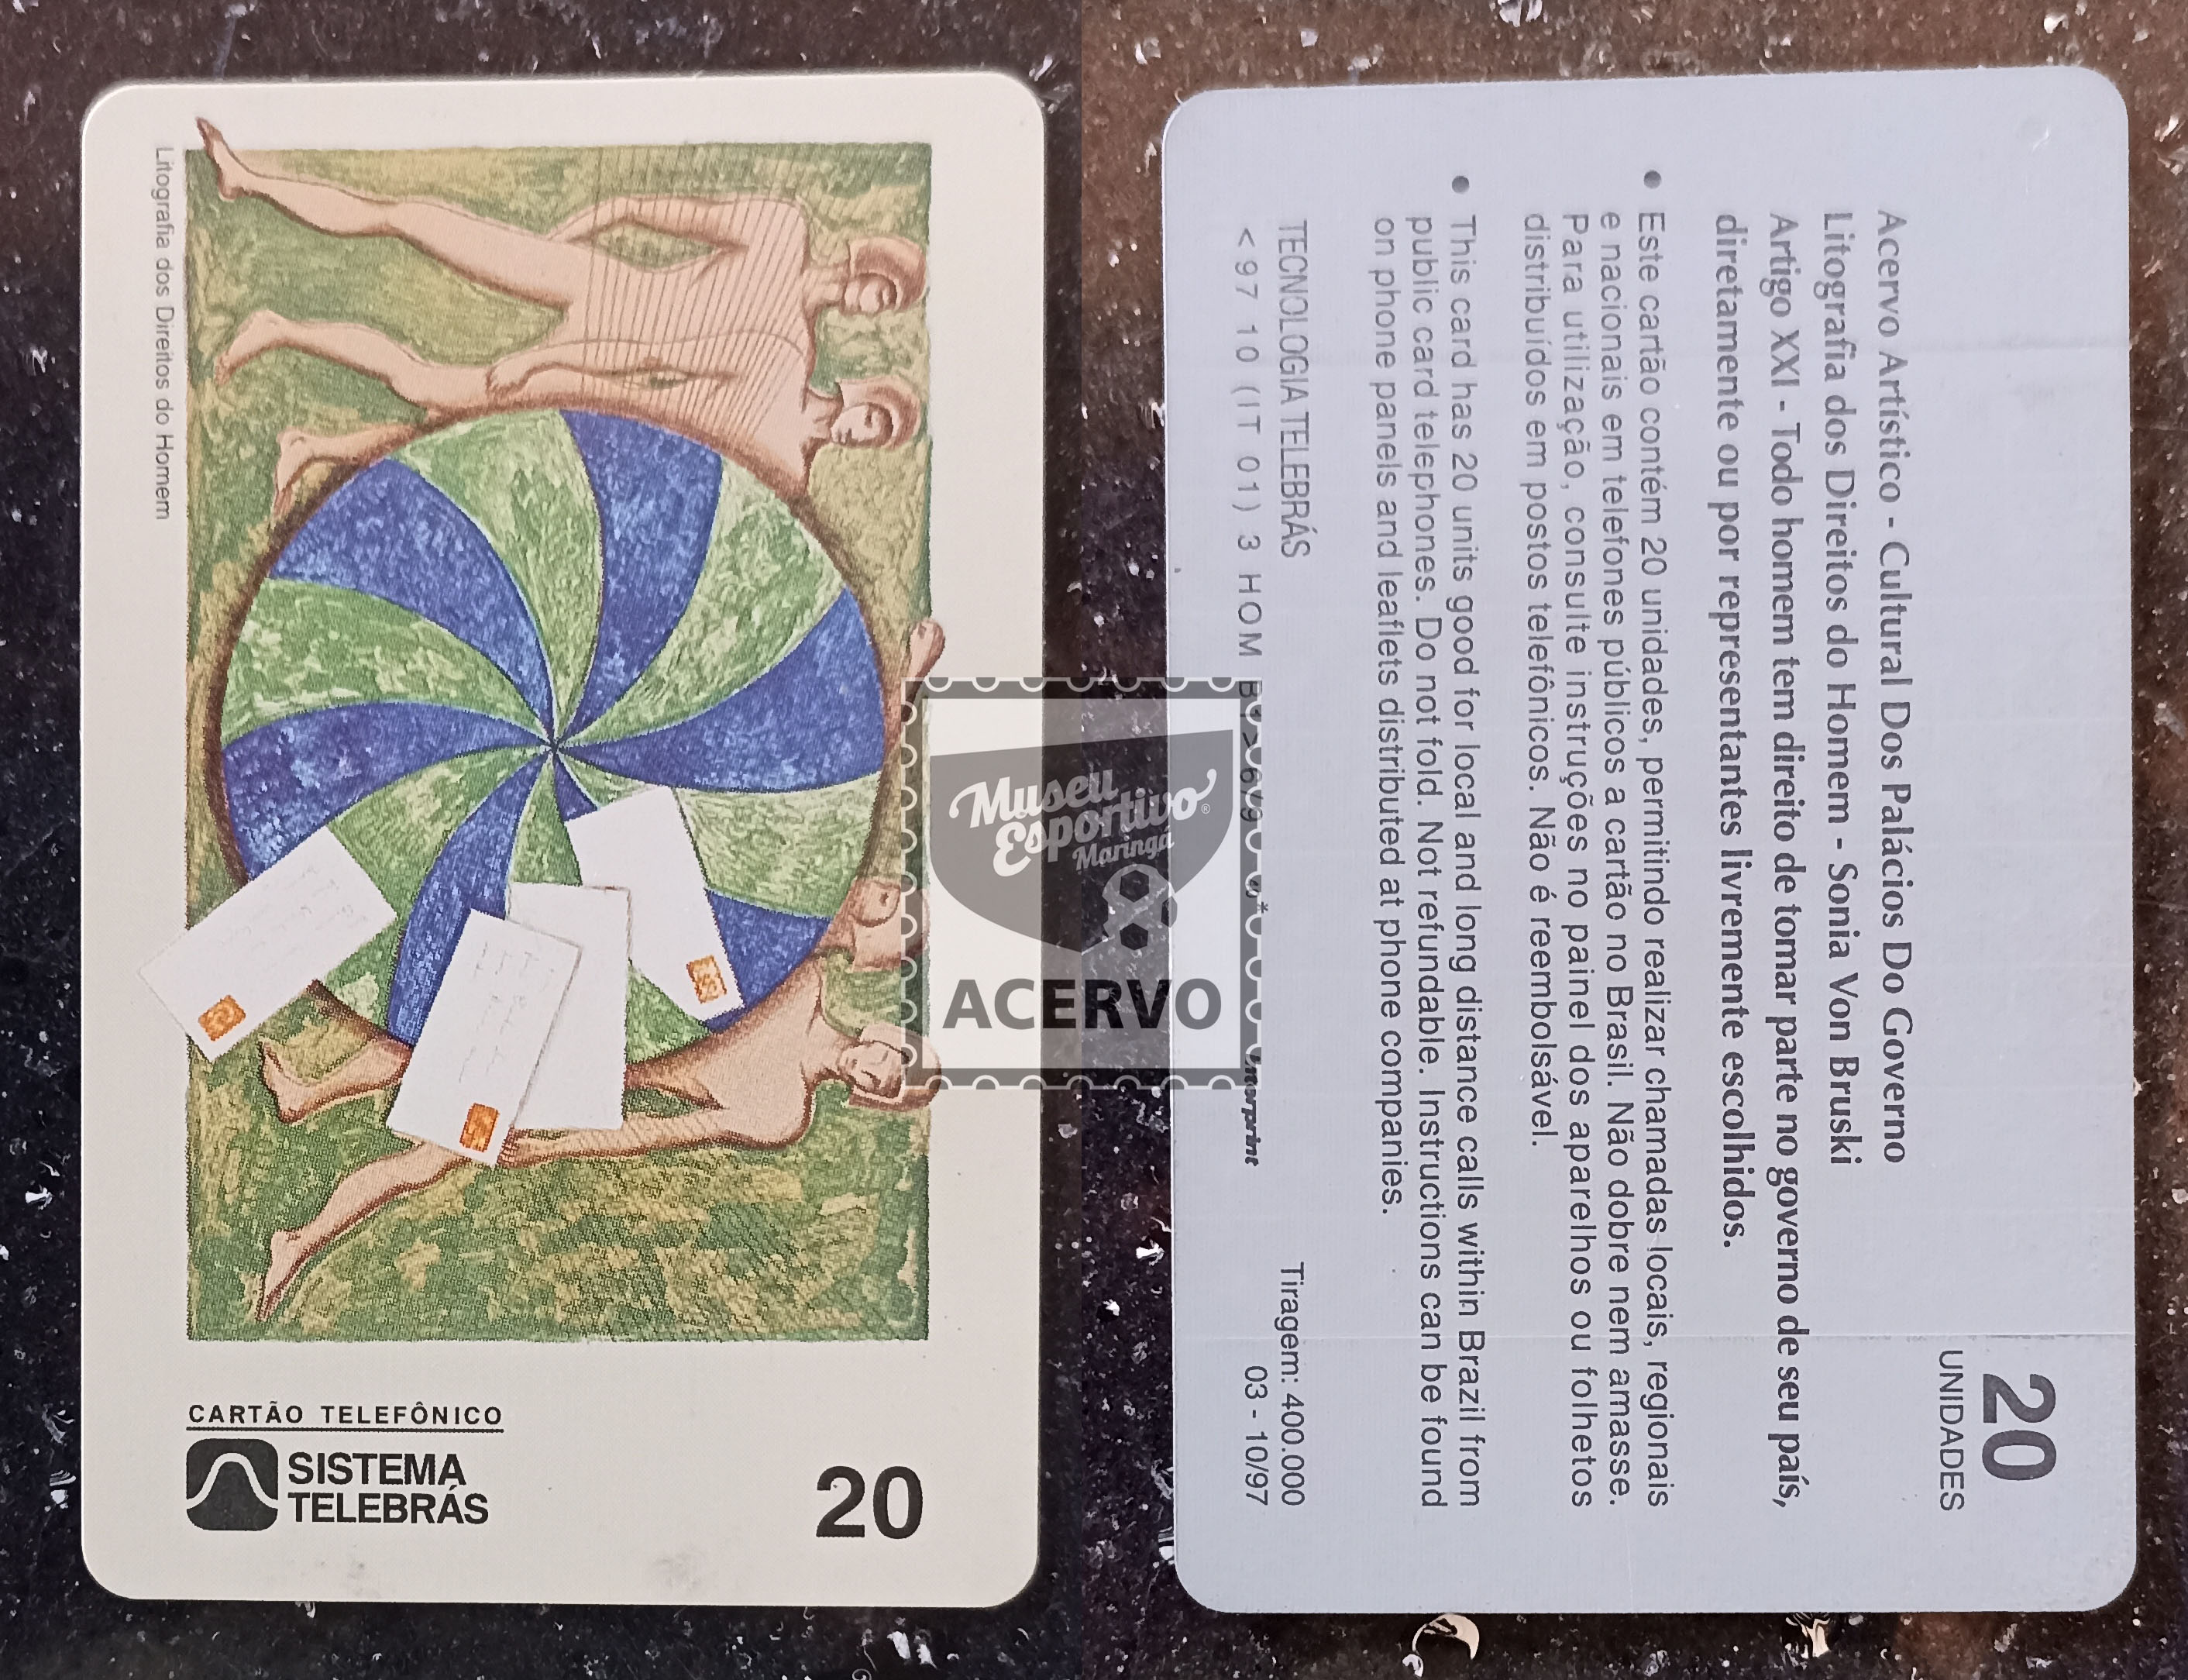 Litografia dos Direitos do Homem
CARTÃO TELEFÔNICO
SISTEMA
TELEBRÁS
20
20
UNIDADES
Acervo Artístico - Cultural Dos Palácios Do Governo
Litografia dos Direitos do Homem - Sonia Von Bruski
Artigo XXI - Todo homem tem direito de tomar parte no governo de seu país,
diretamente ou por representantes livremente escolhidos.
• Este cartão contém 20 unidades, permitindo realizar chamadas locais, regionais
e nacionais em telefones públicos a cartão no Brasil. Não dobre nem amasse.
Para utilização, consulte instruções no painel dos aparelhos ou folhetos
distribuídos em postos telefônicos. Não é reembolsável.
• This card has 20 units good for local and long distance calls within Brazil from
public card telephones. Do not fold. Not refundable. Instructions can be found
on phone panels and leaflets distributed at phone companies.
TECNOLOGIA TELEBRÁS
Tiragem: 400.000
<97 10 (IT 01) 3 HOM
03 - 10/97
Museu
Esportivo®
Maringá
ACERVO